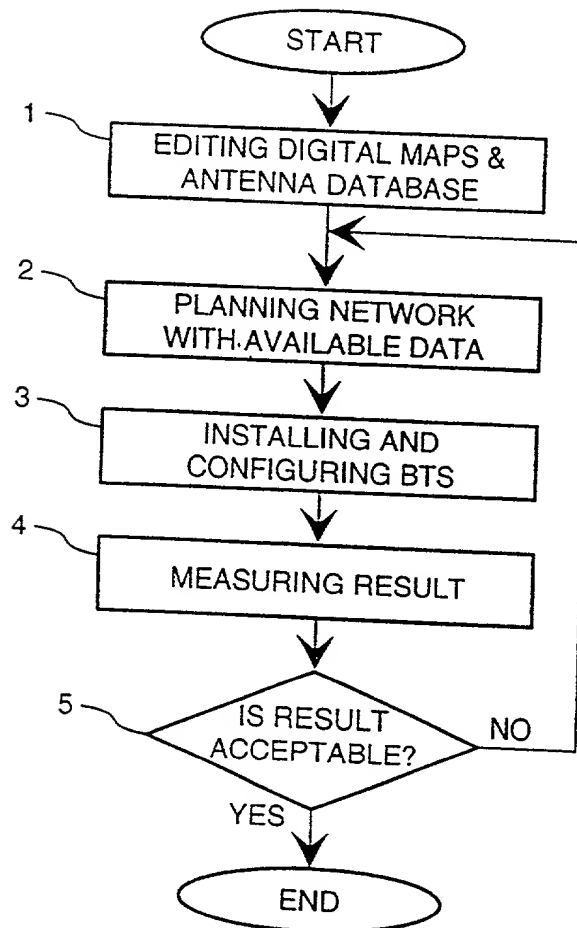 START
1
EDITING DIGITAL MAPS &
ANTENNA DATABASE
2
PLANNING NETWORK
WITH AVAILABLE DATA
3
INSTALLING AND
CONFIGURING BTS
4
MEASURING RESULT
5
IS RESULT
ACCEPTABLE?
NO
YES
END